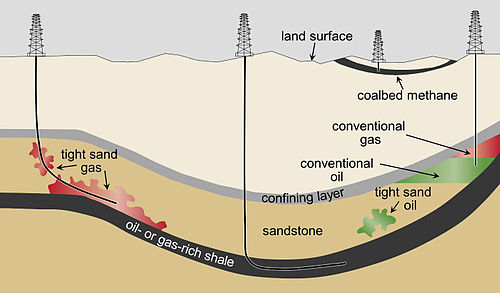 land surface
coalbed methane
conventional
gas
tight sand
gas
conventional
oil
confining layer
tight sand
oil
sandstone
oil- or gas-rich shale